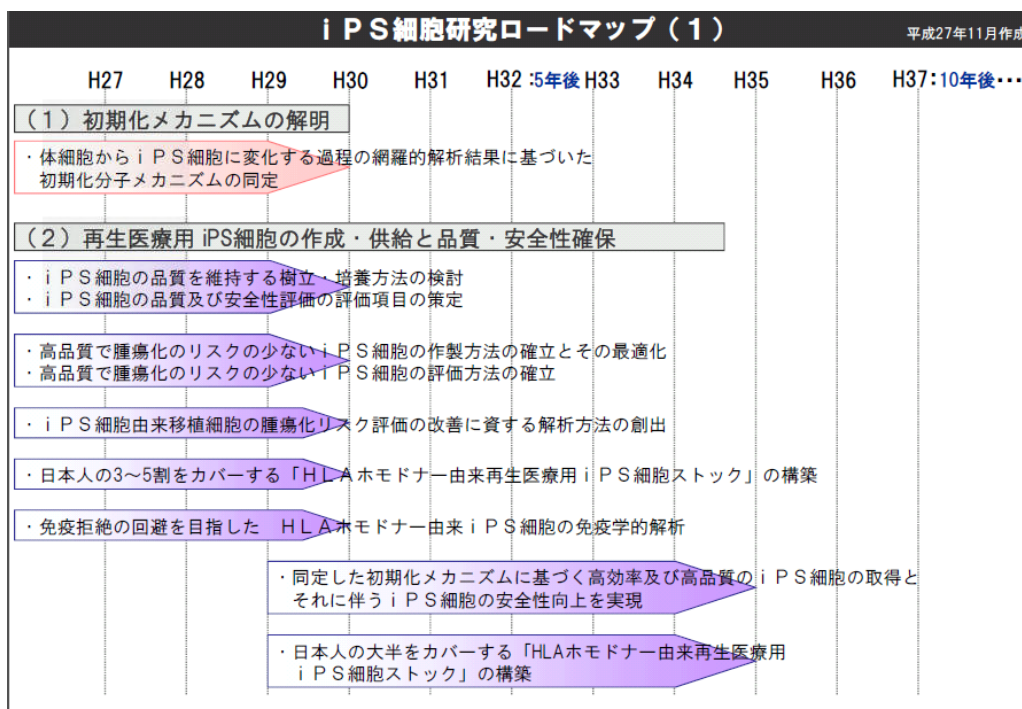 ｉＰＳ細胞研究ロードマップ（１）
平成27年11月作成
H27 H28 H29 H30 H31 H32：5年後 H33 H34 H35 H36 H37：10年後・・・
（１）初期化メカニズムの解明
・体細胞からｉＰＳ細胞に変化する過程の網羅的解析結果に基づいた
初期化分子メカニズムの同定
（２）再生医療用 iPS細胞の作成・供給と品質・安全性確保
・ｉＰＳ細胞の品質を維持する樹立・培養方法の検討
・ｉＰＳ細胞の品質及び安全性評価の評価項目の策定
・高品質で腫瘍化のリスクの少ないｉＰＳ細胞の作製方法の確立とその最適化
・高品質で腫瘍化のリスクの少ないｉＰＳ細胞の評価方法の確立
・ｉＰＳ細胞由来移植細胞の腫瘍化リスク評価の改善に資する解析方法の創出
・日本人の3～5割をカバーする「ＨＬＡホモドナー由来再生医療用ｉＰＳ細胞ストック」の構築
・免疫拒絶の回避を目指した　ＨＬＡホモドナー由来ｉＰＳ細胞の免疫学的解析
・同定した初期化メカニズムに基づく高効率及び高品質のｉＰＳ細胞の取得と
それに伴うｉＰＳ細胞の安全性向上を実現
・日本人の大半をカバーする「HLAホモドナー由来再生医療用
ｉＰＳ細胞ストック」の構築